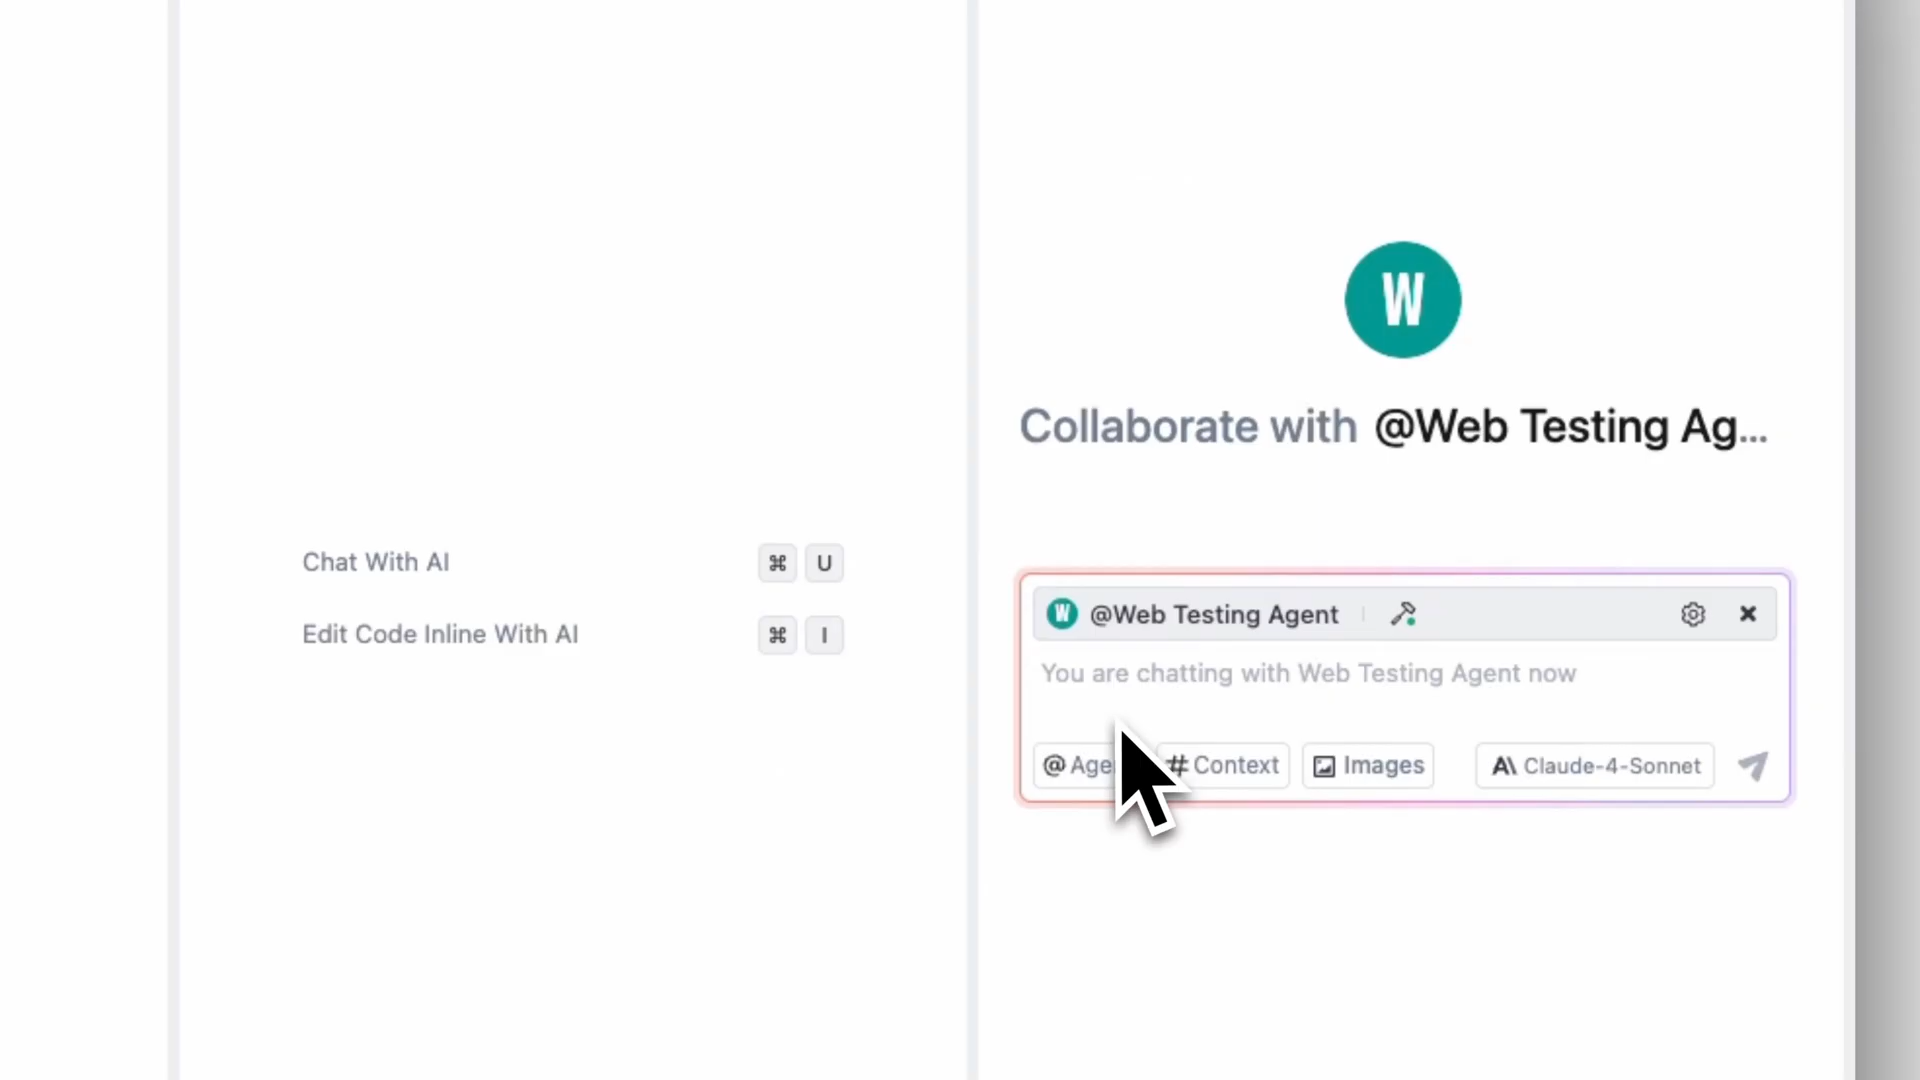 Chat With AI ⌘ U
Edit Code Inline With AI ⌘ I
W
Collaborate with @Web Testing Ag...
W @Web Testing Agent
You are chatting with Web Testing Agent now
@ Age # Context Images A\ Claude-4-Sonnet